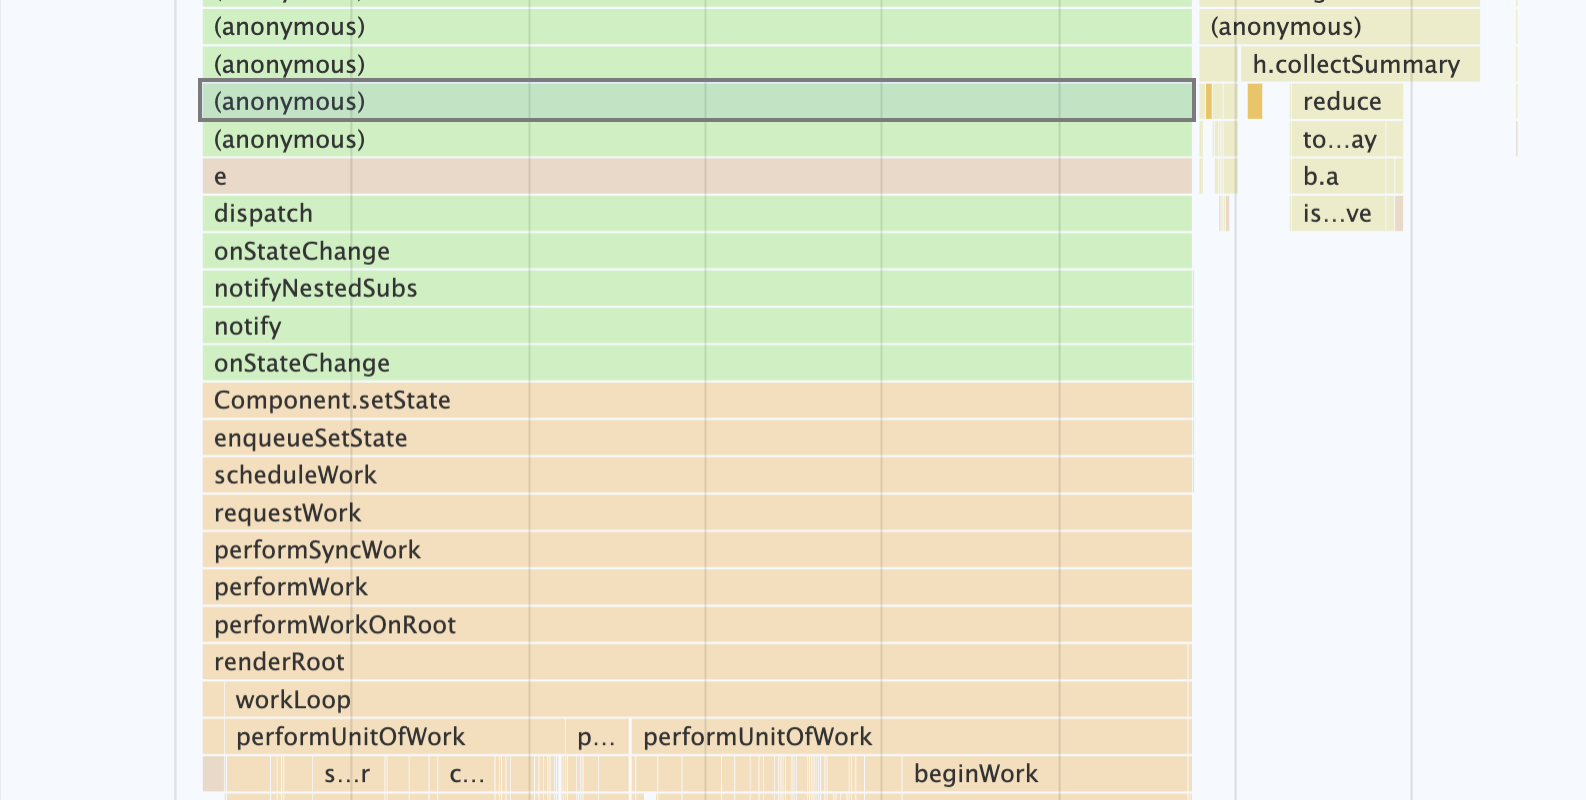 (anonymous)
(anonymous)
(anonymous)
h.collectSummary
(anonymous)
reduce
(anonymous)
to…ay
e
b.a
dispatch
is…ve
onStateChange
notifyNestedSubs
notify
onStateChange
Component.setState
enqueueSetState
scheduleWork
requestWork
performSyncWork
performWork
performWorkOnRoot
renderRoot
workLoop
performUnitOfWork
p…
performUnitOfWork
s…r
c…
beginWork